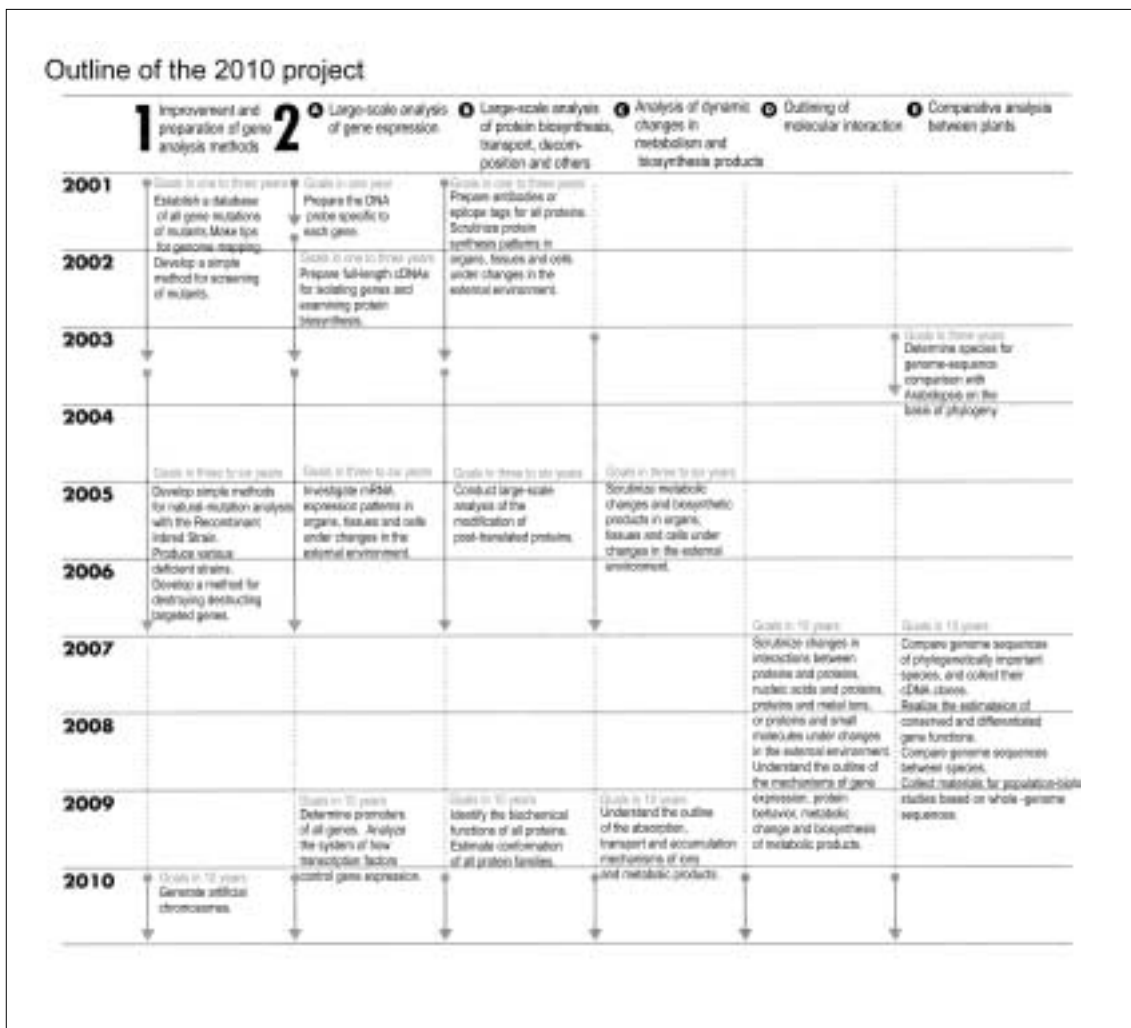 Outline of the 2010 project
1 Improvement and
preparation of gene
analysis methods
2
A Large-scale analysis
of gene expression
B Large-scale analysis
of protein biosynthesis,
transport, decom-
position and others
C Analysis of dynamic
changes in
metabolism and
biosynthesis products
D Outlining of
molecular interaction
E Comparative analysis
between plants
2001
Goals in one to three years
Establish a database
of all gene mutations
of mutants.Make tips
for genome mapping.
Develop a simple
method for screening
of mutants.
Goals in one year
Prepare the DNA
probe specific to
each gene.
Goals in one to three years
Prepare full-length cDNAs
for isolating genes and
examining protein
biosynthesis.
Goals in one to three years
Prepare antibodies or
epitope tags for all proteins.
Scrutinize protein
synthesis patterns in
organs, tissues and cells
under changes in the
external environment.
2002
2003
Goals in three years
Determine species for
genome-sequence
comparison with
Arabidopsis on the
basis of phylogeny
2004
Goals in three to six years
Develop simple methods
for natural-mutation analysis
with the Recombinant
Inbred Strain.
Produce various
deficient strains.
Develop a method for
destroying destructing
targeted genes.
Goals in three to six years
Investigate mRNA
expression patterns in
organs, tissues and cells
under changes in the
external environment.
Goals in three to six years
Conduct large-scale
analysis of the
modification of
post-translated proteins.
Goals in three to six years
Scrutinize metabolic
changes and biosynthetic
products in organs,
tissues and cells under
changes in the external
environment.
2005
2006
Goals in 10 years
Scrutinize changes in
interactions between
proteins and proteins,
nucleic acids and proteins,
proteins and metal ions,
or proteins and small
molecules under changes
in the external environment.
Understand the outline of
the mechanisms of gene
expression, protein
behavior, metabolic
change and biosynthesis
of metabolic products.
Goals in 10 years
Compare genome sequences
of phylogenetically important
species, and collect their
cDNA clones.
Realize the estimateion of
conserved and differentiated
gene functions.
Compare genome sequences
between species.
Collect materials for
studies based on whole -genome
sequences.
2007
2008
2009
Goals in 10 years
Determine promoters
of all genes. Analyze
the system of how
transcription factors
control gene expression.
Goals in 10 years
Identify the biochemical
functions of all proteins.
Estimate conformation
of all protein families.
Goals in 10 years
Understand the outline
of the absorption,
transport and accumulation
mechanisms of ions
and metabolic products.
2010
Goals in 10 years
Generate artificial
chromosomes.